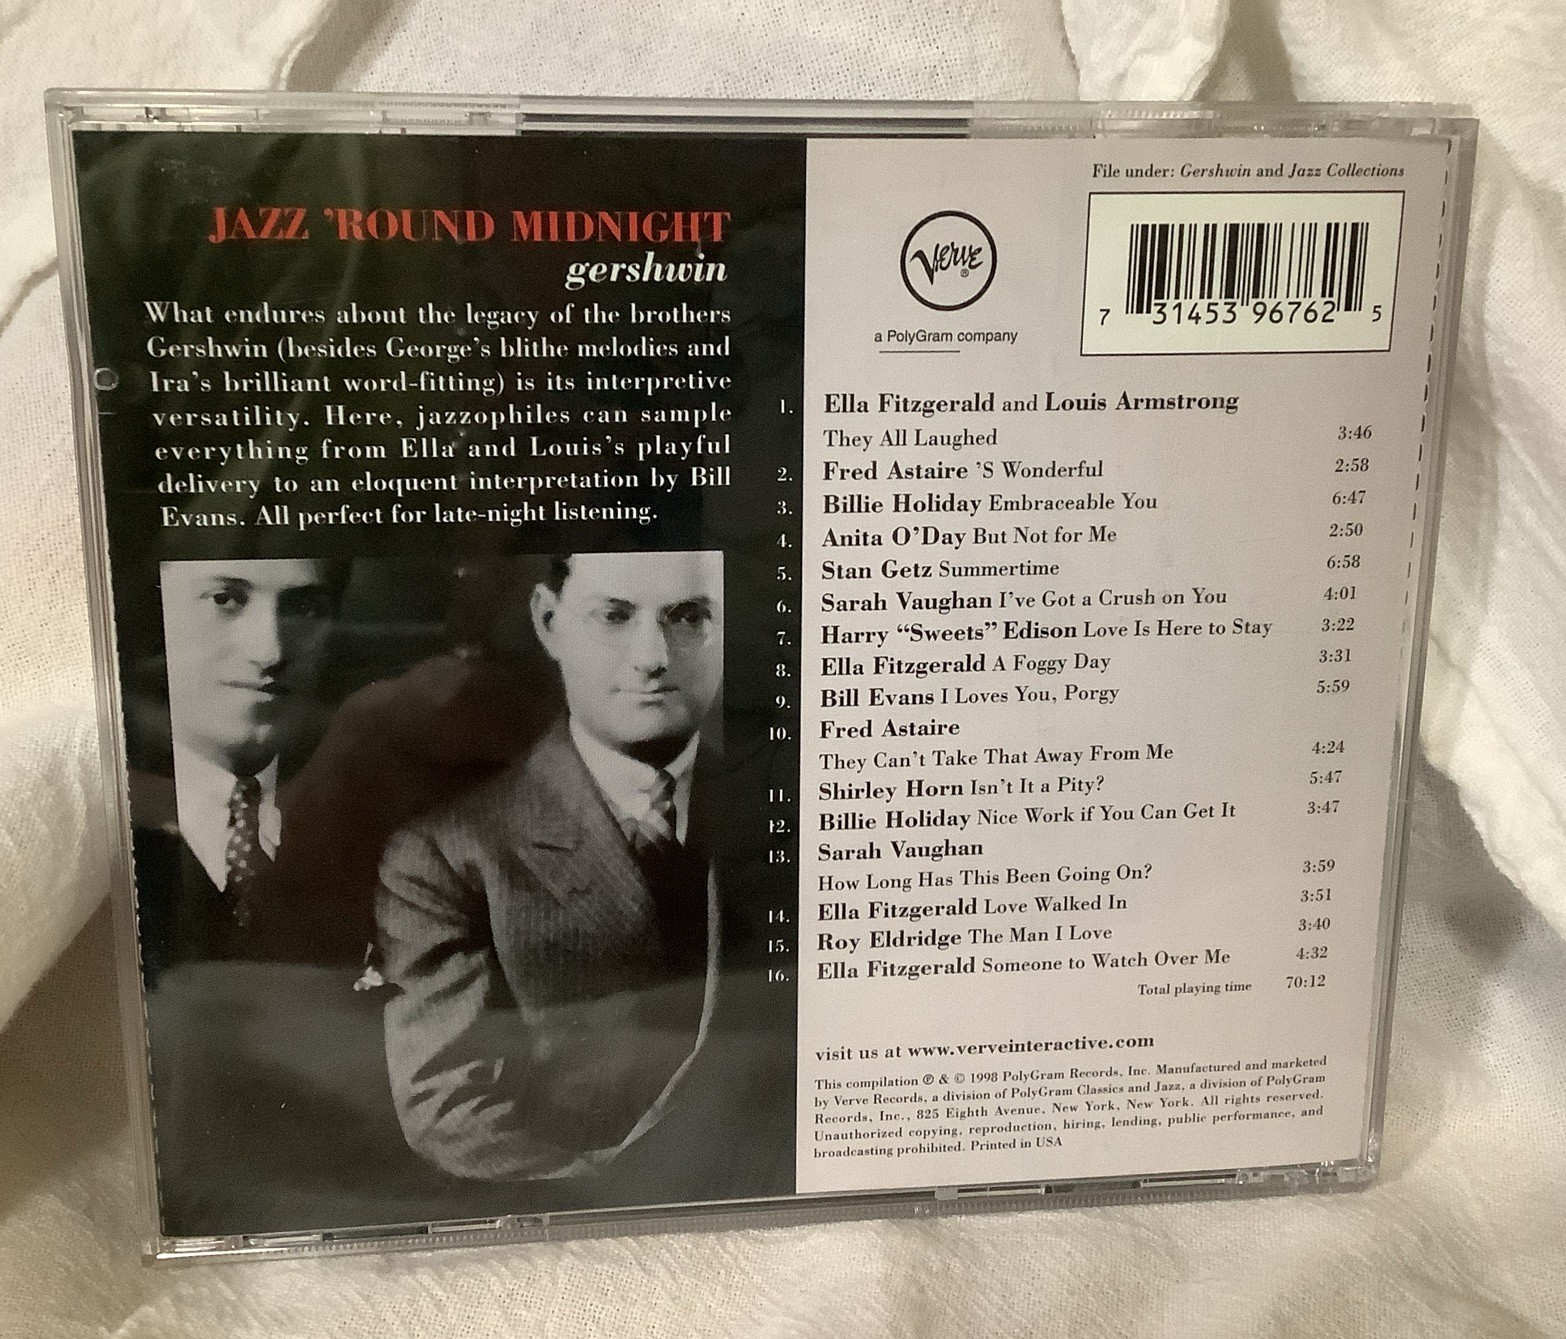 JAZZ ’ROUND MIDNIGHT
gershwin
What endures about the legacy of the brothers
Gershwin (besides George’s blithe melodies and
Ira’s brilliant word-fitting) is its interpretive
versatility. Here, jazzophiles can sample
everything from Ella and Louis’s playful
delivery to an eloquent interpretation by Bill
Evans. All perfect for late-night listening.
File under: Gershwin and Jazz Collections
VERVE ®
a PolyGram company
7 31453 96762 5
1. Ella Fitzgerald and Louis Armstrong
They All Laughed 3:46
2. Fred Astaire ’S Wonderful 2:58
3. Billie Holiday Embraceable You 6:47
4. Anita O’Day But Not for Me 2:50
5. Stan Getz Summertime 6:58
6. Sarah Vaughan I’ve Got a Crush on You 4:01
7. Harry “Sweets” Edison Love Is Here to Stay 3:22
8. Ella Fitzgerald A Foggy Day 3:31
9. Bill Evans I Loves You, Porgy 5:59
10. Fred Astaire
They Can’t Take That Away From Me 4:24
11. Shirley Horn Isn’t It a Pity? 5:47
12. Billie Holiday Nice Work if You Can Get It 3:47
13. Sarah Vaughan
How Long Has This Been Going On? 3:59
14. Ella Fitzgerald Love Walked In 3:51
15. Roy Eldridge The Man I Love 3:40
16. Ella Fitzgerald Someone to Watch Over Me 4:32
Total playing time 70:12
visit us at www.verveinteractive.com
This compilation ℗ & © 1998 PolyGram Records, Inc. Manufactured and marketed
by Verve Records, a division of PolyGram Classics and Jazz, a division of PolyGram
Records, Inc., 825 Eighth Avenue, New York, New York. All rights reserved.
Unauthorized copying, reproduction, hiring, lending, public performance, and
broadcasting prohibited. Printed in USA